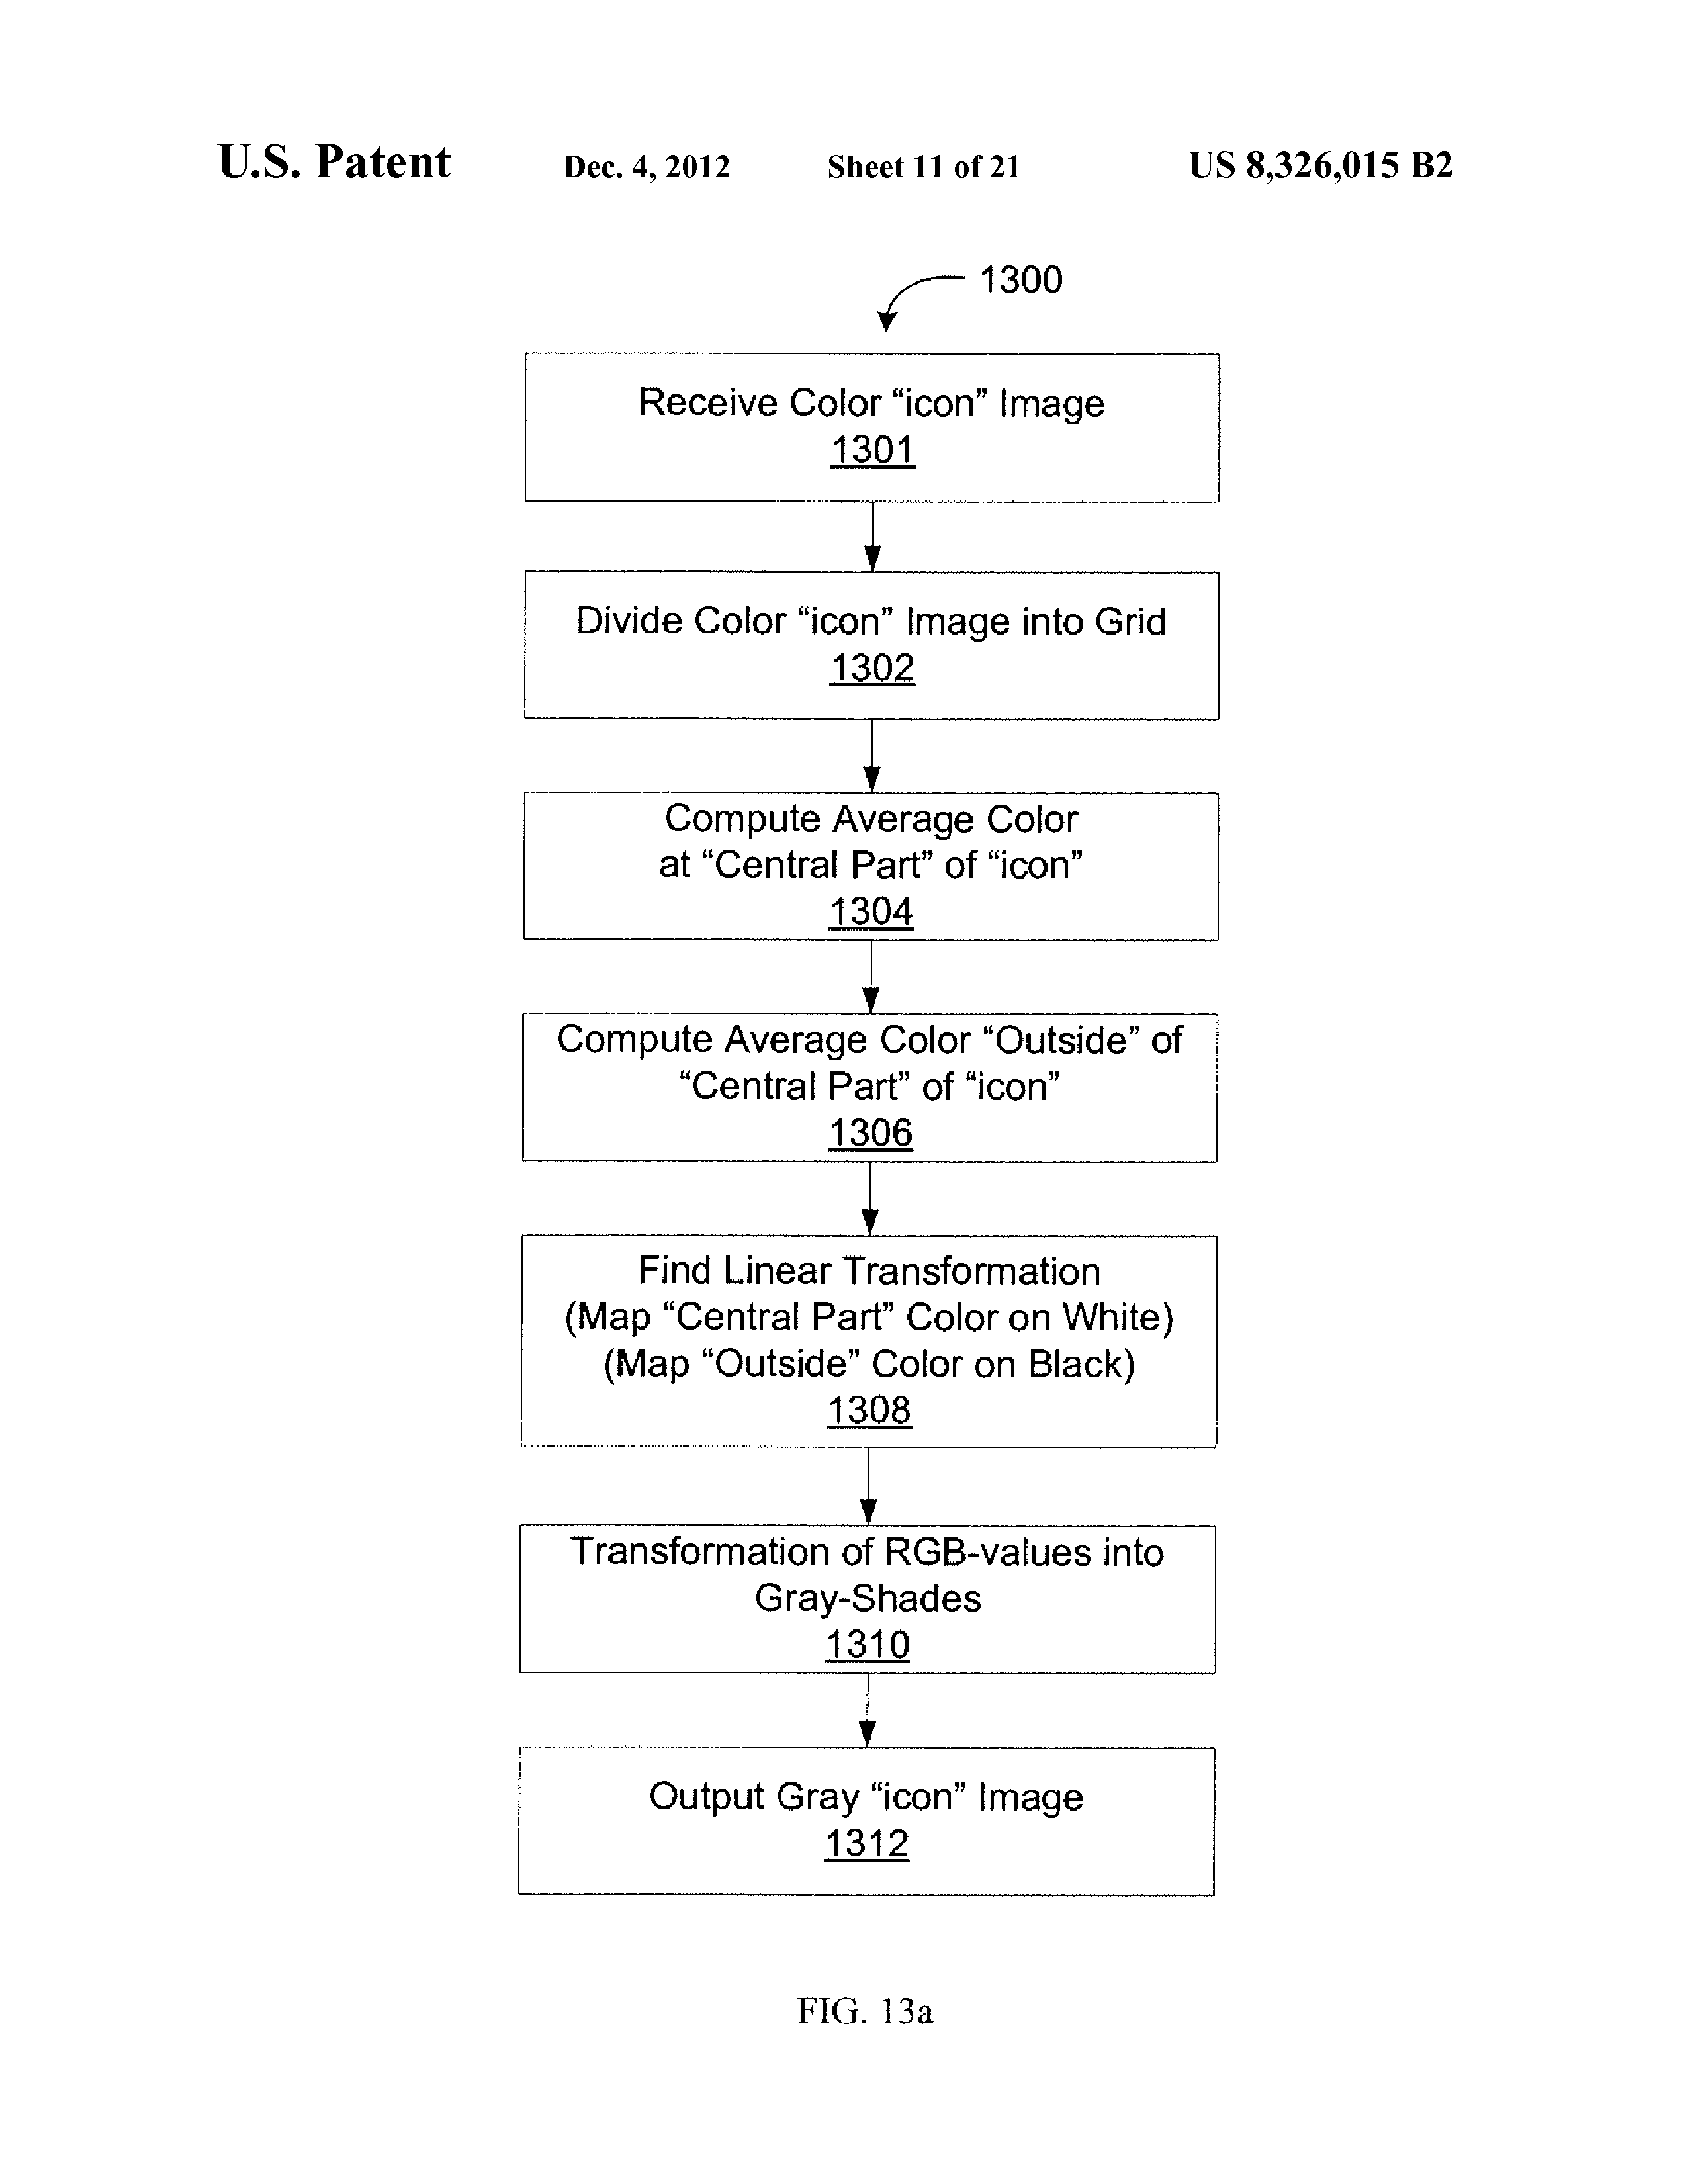 U.S. Patent Dec. 4, 2012 Sheet 11 of 21 US 8,326,015 B2
1300
Receive Color “icon” Image
1301
Divide Color “icon” Image into Grid
1302
Compute Average Color
at “Central Part” of “icon”
1304
Compute Average Color “Outside” of
“Central Part” of “icon”
1306
Find Linear Transformation
(Map “Central Part” Color on White)
(Map “Outside” Color on Black)
1308
Transformation of RGB-values into
Gray-Shades
1310
Output Gray “icon” Image
1312
FIG. 13a